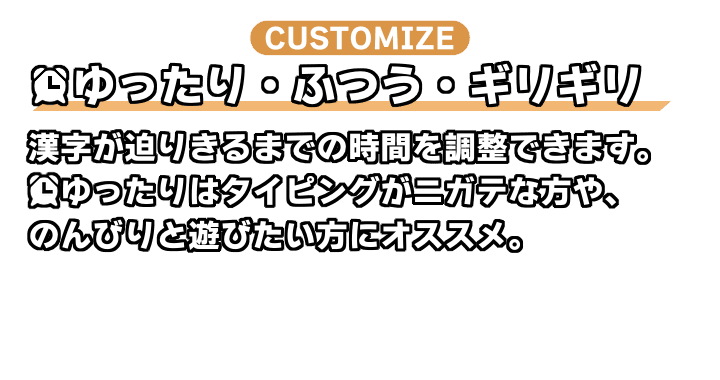 CUSTOMIZE
⏰ゆったり・ふつう・ギリギリ
漢字が迫りきるまでの時間を調整できます。
⏰ゆったりはタイピングがニガテな方や、
のんびりと遊びたい方にオススメ。